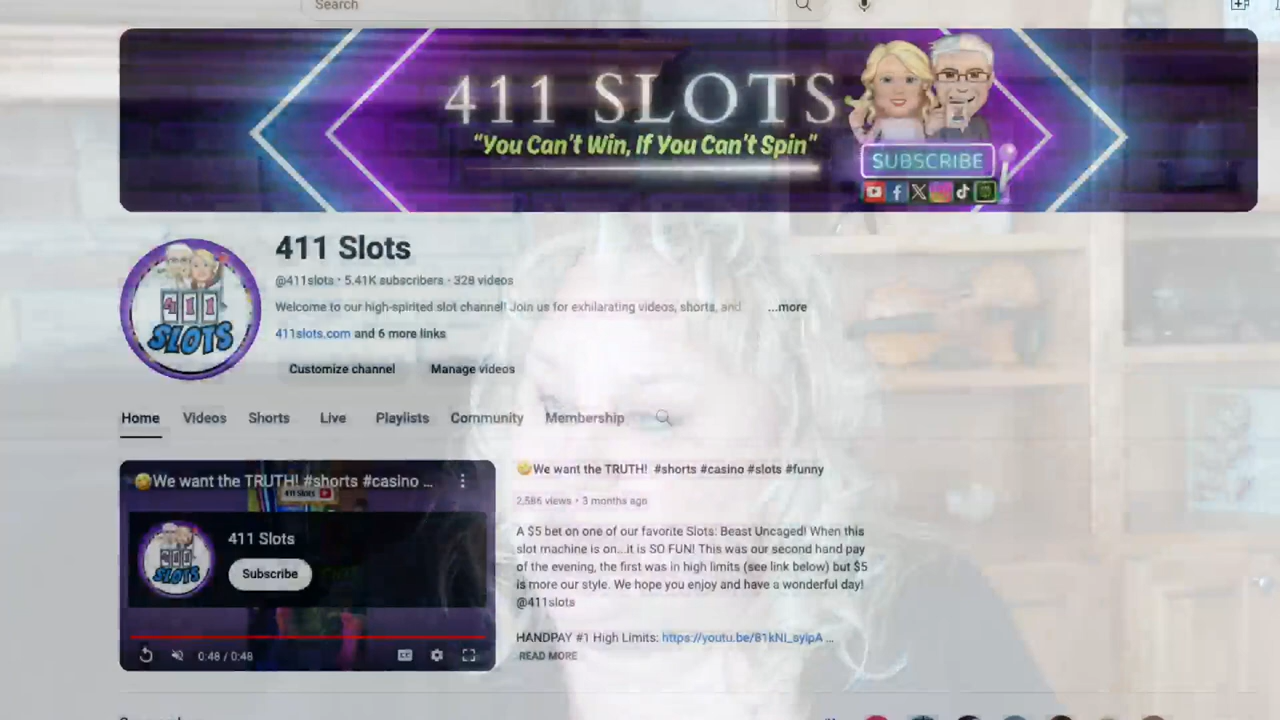 Search
411 SLOTS
"You Can't Win, If You Can't Spin"
SUBSCRIBE
411 Slots
@411slots • 5.41K subscribers • 328 videos
Welcome to our high-spirited slot channel! Join us for exhilarating videos, shorts, and ...more
411slots.com and 6 more links
Customize channel
Manage videos
Home
Videos
Shorts
Live
Playlists
Community
Membership
411
SLOTS
🤣We want the TRUTH! #shorts #casino ...
411 Slots
Subscribe
0:48 / 0:48
🤣We want the TRUTH! #shorts #casino #slots #funny
2,586 views • 3 months ago
A $5 bet on one of our favorite Slots: Beast Uncaged! When this
slot machine is on...it is SO FUN! This was our second hand pay
of the evening, the first was in high limits (see link below) but $5
is more our style. We hope you enjoy and have a wonderful day!
@411slots
HANDPAY #1 High Limits: https://youtu.be/81kNI_syipA ...
READ MORE